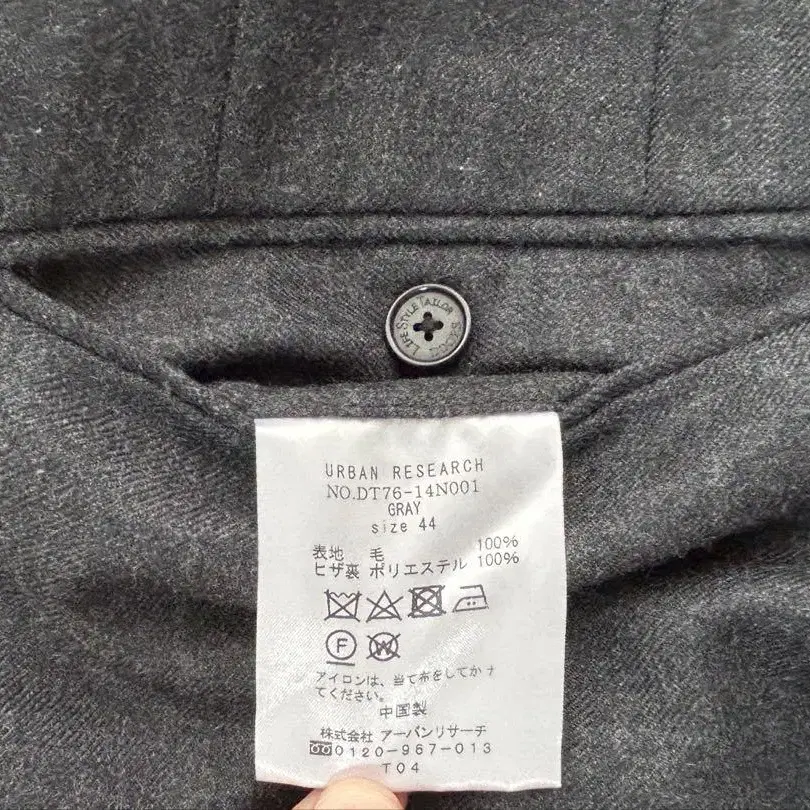 LIFE STYLE TAILOR
URBAN RESEARCH
NO.DT76-14N001
GRAY
size 44
表地 毛 100%
ヒザ裏 ポリエステル 100%
F W
アイロンは、当て布をしてかけ
てください。
中国製
株式会社 アーバンリサーチ
0120-967-013
T04